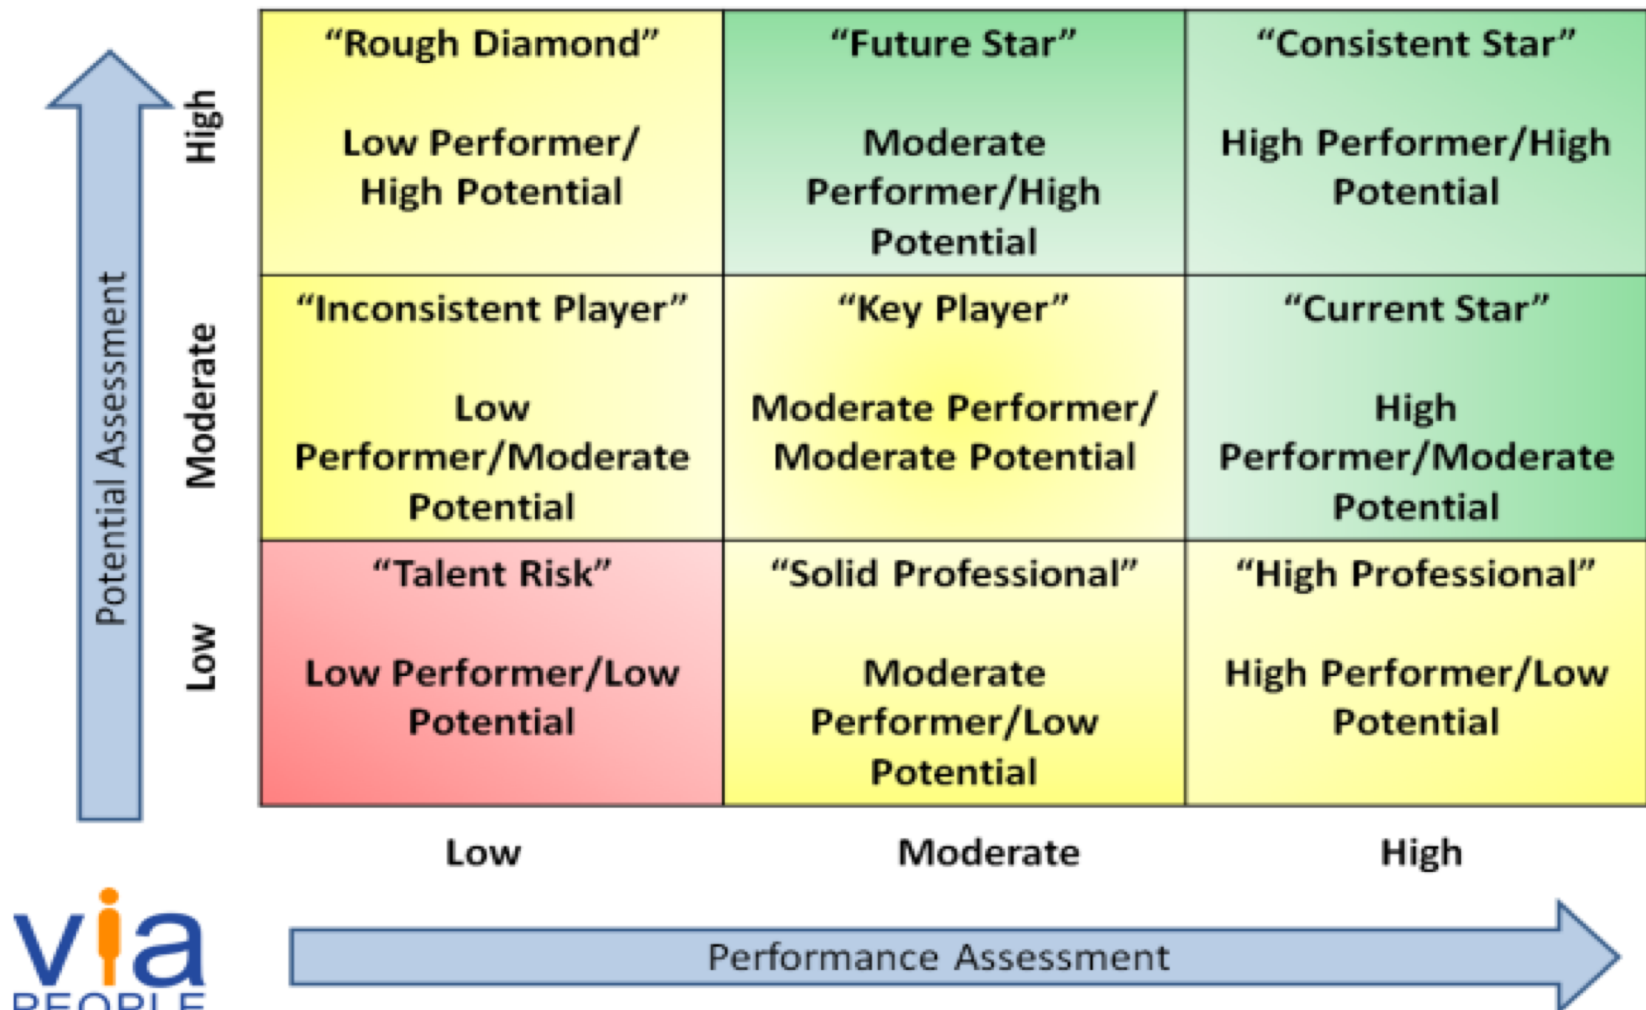 “Rough Diamond”
Low Performer/
High Potential
“Future Star”
Moderate
Performer/High
Potential
“Consistent Star”
High Performer/High
Potential
“Inconsistent Player”
Low
Performer/Moderate
Potential
“Key Player”
Moderate Performer/
Moderate Potential
“Current Star”
High
Performer/Moderate
Potential
“Talent Risk”
Low Performer/Low
Potential
“Solid Professional”
Moderate
Performer/Low
Potential
“High Professional”
High Performer/Low
Potential
Potential Assessment
High
Moderate
Low
Low
Moderate
High
Performance Assessment
via
PEOPLE